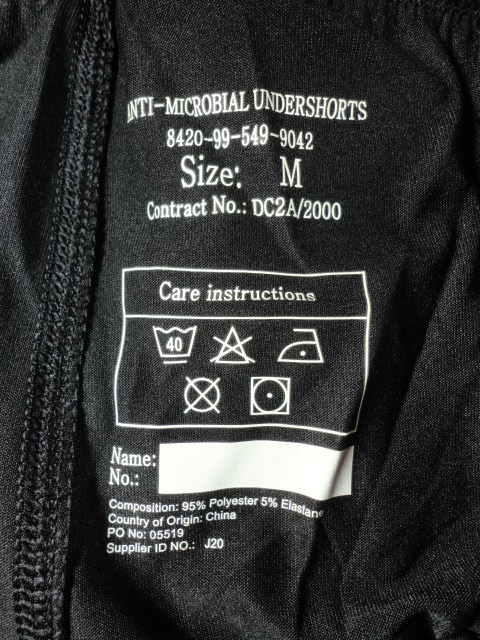 ANTI-MICROBIAL UNDERSHORTS
8420-99-549-9042
Size: M
Contract No.: DC2A/2000
Care instructions
40
Name:
No.:
Composition: 95% Polyester 5% Elastane
Country of Origin: China
PO No: 05519
Supplier ID NO.: J20